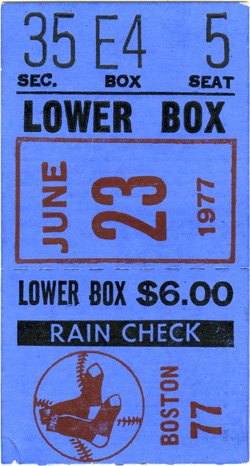 35 E4 5
SEC. BOX SEAT
LOWER BOX
JUNE 23 1977
LOWER BOX $6.00
RAIN CHECK
BOSTON 77